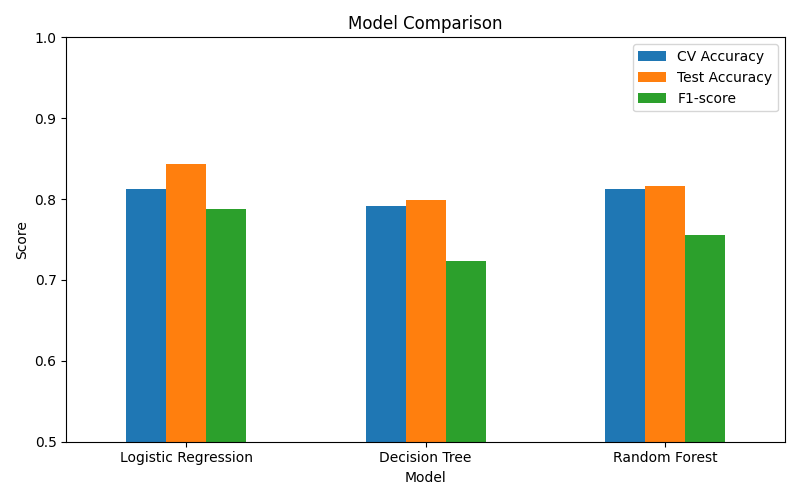 Model Comparison
CV Accuracy
Test Accuracy
F1-score
Score
1.0
0.9
0.8
0.7
0.6
0.5
Logistic Regression
Decision Tree
Random Forest
Model